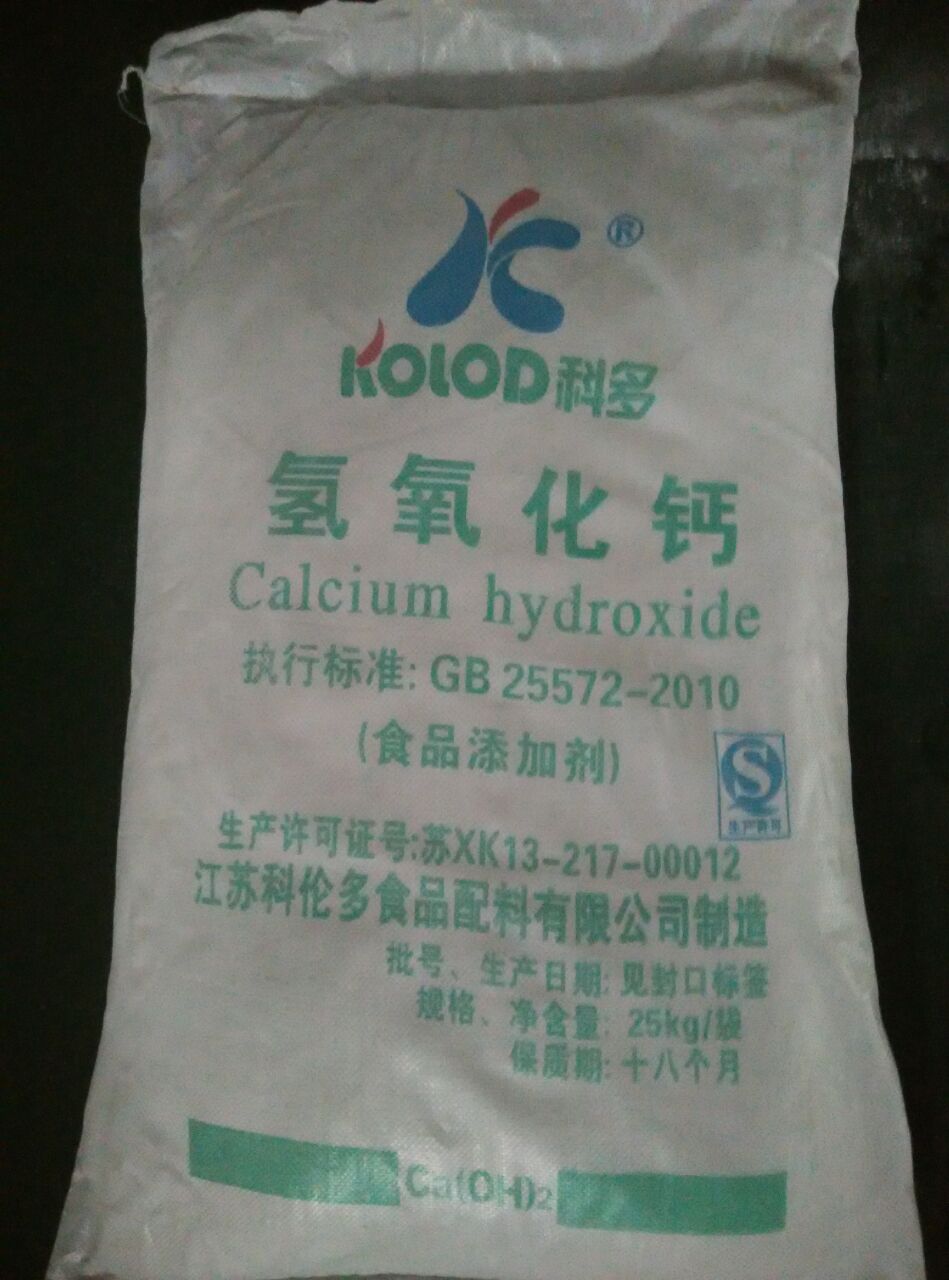 ®
KOLOD科多
氢氧化钙
Calcium hydroxide
执行标准: GB 25572-2010
(食品添加剂)
生产许可
生产许可证号:苏XK13-217-00012
江苏科伦多食品配料有限公司制造
批号、生产日期: 见封口标签
规格、净含量: 25kg/袋
保质期: 十八个月
Ca(OH)₂